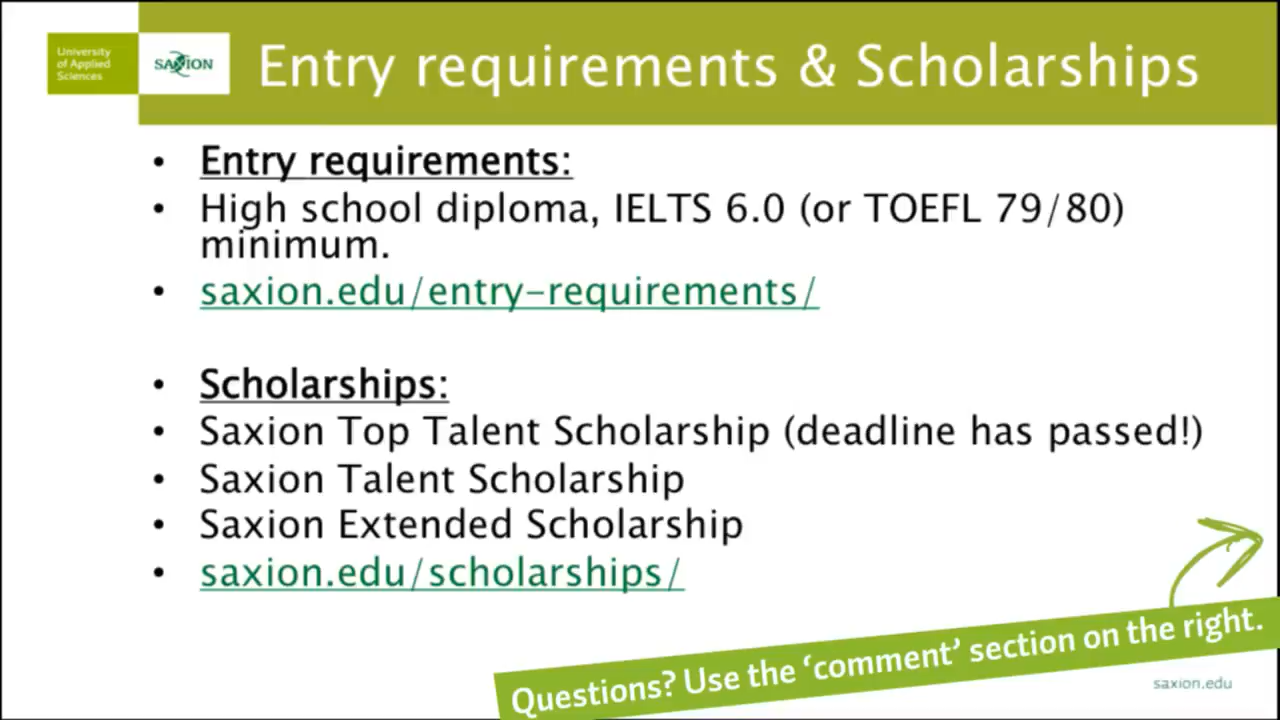 University
of Applied
Sciences
SAXION
Entry requirements & Scholarships
• Entry requirements:
• High school diploma, IELTS 6.0 (or TOEFL 79/80)
minimum.
• saxion.edu/entry-requirements/
• Scholarships:
• Saxion Top Talent Scholarship (deadline has passed!)
• Saxion Talent Scholarship
• Saxion Extended Scholarship
• saxion.edu/scholarships/
Questions? Use the ‘comment’ section on the right.
saxion.edu